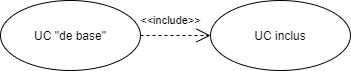 <<include>>
UC "de base"
UC inclus